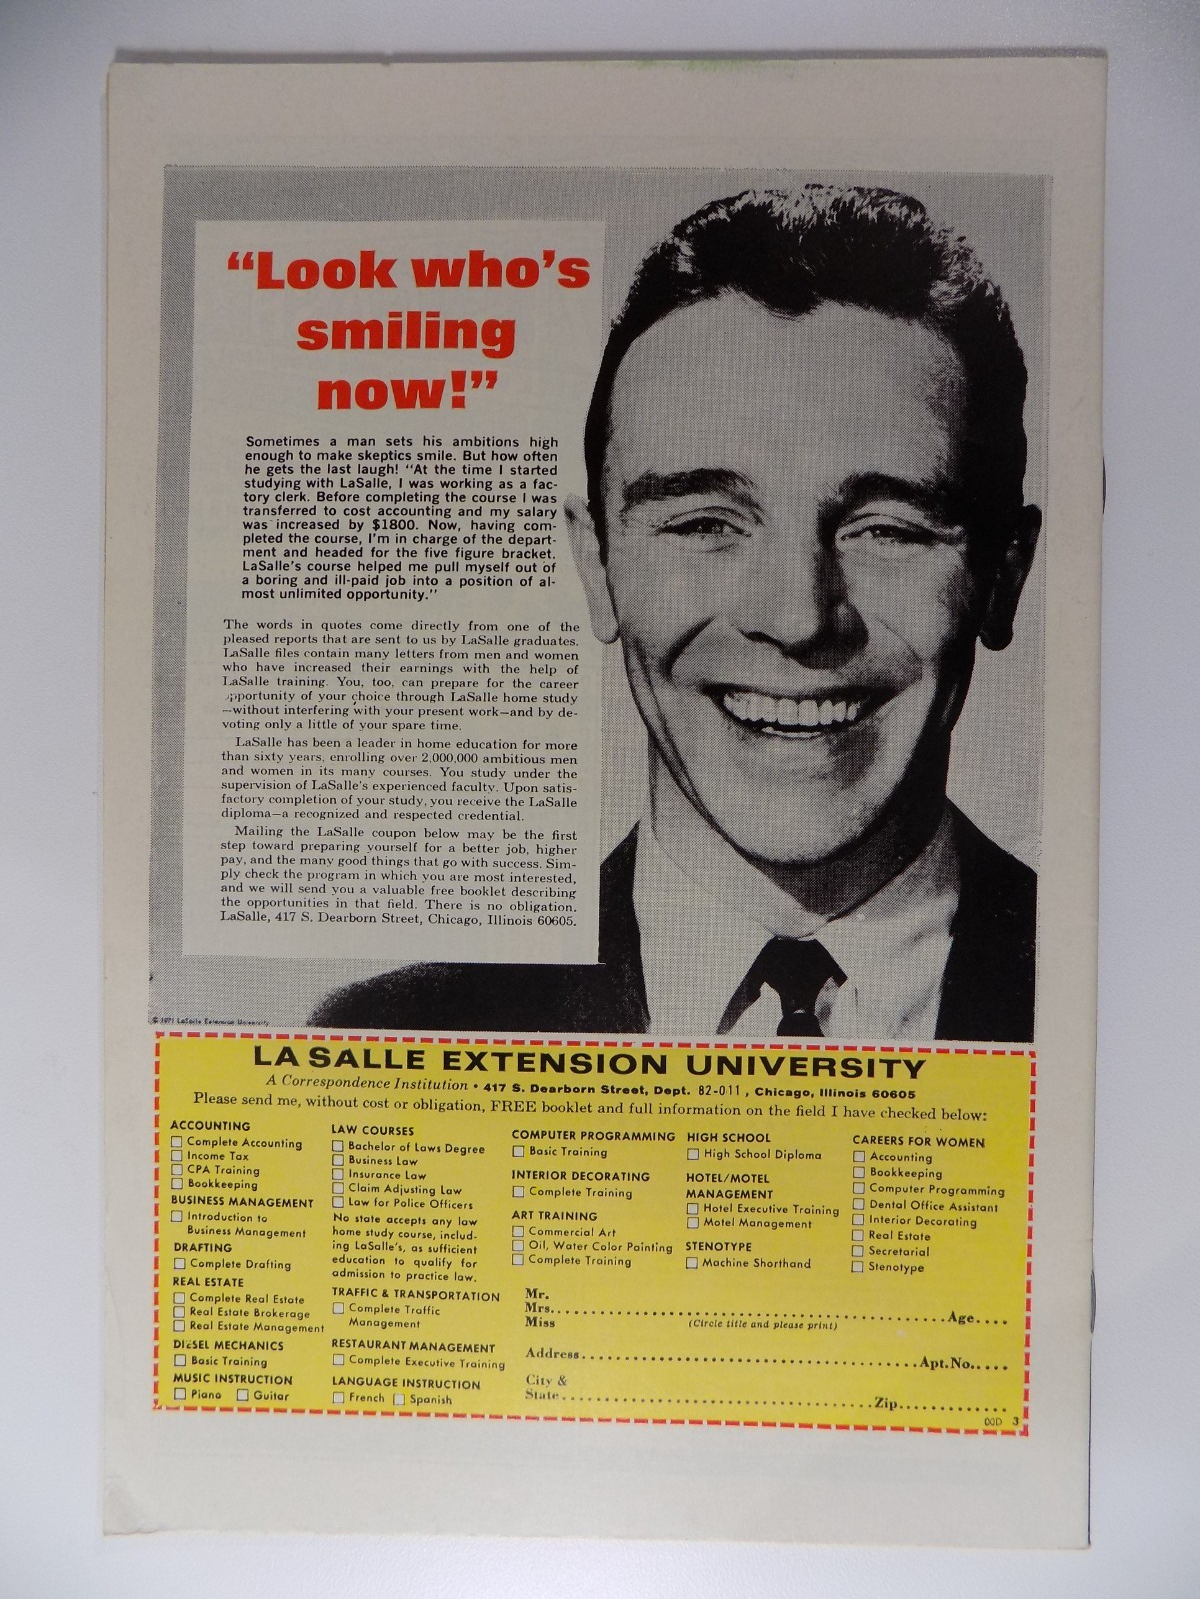 “Look who’s
smiling
now!”
Sometimes a man sets his ambitions high
enough to make skeptics smile. But how often
he gets the last laugh! “At the time I started
studying with LaSalle, I was working as a fac-
tory clerk. Before completing the course I was
transferred to cost accounting and my salary
was increased by $1800. Now, having com-
pleted the course, I’m in charge of the depart-
ment and headed for the five figure bracket.
LaSalle’s course helped me pull myself out of
a boring and ill-paid job into a position of al-
most unlimited opportunity.”
The words in quotes come directly from one of the
pleased reports that are sent to us by LaSalle graduates.
LaSalle files contain many letters from men and women
who have increased their earnings with the help of
LaSalle training. You, too, can prepare for the career
opportunity of your choice through LaSalle home study
—without interfering with your present work—and by de-
voting only a little of your spare time.
LaSalle has been a leader in home education for more
than sixty years, enrolling over 2,000,000 ambitious men
and women in its many courses. You study under the
supervision of LaSalle’s experienced faculty. Upon satis-
factory completion of your study, you receive the LaSalle
diploma—a recognized and respected credential.
Mailing the LaSalle coupon below may be the first
step toward preparing yourself for a better job, higher
pay, and the many good things that go with success. Sim-
ply check the program in which you are most interested,
and we will send you a valuable free booklet describing
the opportunities in that field. There is no obligation.
LaSalle, 417 S. Dearborn Street, Chicago, Illinois 60605.
© 1971 LaSalle Extension University
LA SALLE EXTENSION UNIVERSITY
A Correspondence Institution • 417 S. Dearborn Street, Dept. 82-011, Chicago, Illinois 60605
Please send me, without cost or obligation, FREE booklet and full information on the field I have checked below:
ACCOUNTING
Complete Accounting
Income Tax
CPA Training
Bookkeeping
BUSINESS MANAGEMENT
Introduction to
Business Management
DRAFTING
Complete Drafting
REAL ESTATE
Complete Real Estate
Real Estate Brokerage
Real Estate Management
DIESEL MECHANICS
Basic Training
MUSIC INSTRUCTION
Piano Guitar
LAW COURSES
Bachelor of Laws Degree
Business Law
Insurance Law
Claim Adjusting Law
Law for Police Officers
No state accepts any law
home study course, includ-
ing LaSalle’s, as sufficient
education to qualify for
admission to practice law.
TRAFFIC & TRANSPORTATION
Complete Traffic
Management
RESTAURANT MANAGEMENT
Complete Executive Training
LANGUAGE INSTRUCTION
French Spanish
COMPUTER PROGRAMMING
Basic Training
INTERIOR DECORATING
Complete Training
ART TRAINING
Commercial Art
Oil, Water Color Painting
Complete Training
HIGH SCHOOL
High School Diploma
HOTEL/MOTEL
MANAGEMENT
Hotel Executive Training
Motel Management
STENOTYPE
Machine Shorthand
CAREERS FOR WOMEN
Accounting
Bookkeeping
Computer Programming
Dental Office Assistant
Interior Decorating
Real Estate
Secretarial
Stenotype
Mr.
Mrs. Age
Miss (Circle title and please print)
Address Apt.No.
City &
State Zip
00D 3